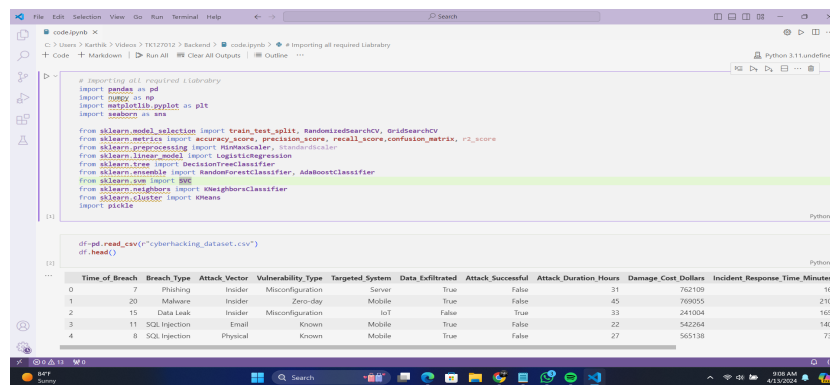 File Edit Selection View Go Run Terminal Help
Search
code.ipynb
C: > Users > Karthik > Videos > TK127012 > Backend > code.ipynb > # Importing all required Liabrabry
+ Code + Markdown | Run All Clear All Outputs | Outline ...
Python 3.11.undefine
# Importing all required Liabrabry
import pandas as pd
import numpy as np
import matplotlib.pyplot as plt
import seaborn as sns
from sklearn.model_selection import train_test_split, RandomizedSearchCV, GridSearchCV
from sklearn.metrics import accuracy_score, precision_score, recall_score,confusion_matrix, r2_score
from sklearn.preprocessing import MinMaxScaler, StandardScaler
from sklearn.linear_model import LogisticRegression
from sklearn.tree import DecisionTreeClassifier
from sklearn.ensemble import RandomForestClassifier, AdaBoostClassifier
from sklearn.svm import SVC
from sklearn.neighbors import KNeighborsClassifier
from sklearn.cluster import KMeans
import pickle
[1] Python
df=pd.read_csv(r"cyberhacking_dataset.csv")
df.head()
[2] Python
Time_of_Breach Breach_Type Attack_Vector Vulnerability_Type Targeted_System Data_Exfiltrated Attack_Successful Attack_Duration_Hours Damage_Cost_Dollars Incident_Response_Time_Minutes
0 7 Phishing Insider Misconfiguration Server True False 31 762109 16
1 20 Malware Insider Zero-day Mobile True False 45 769055 210
2 15 Data Leak Insider Misconfiguration IoT False True 33 241004 165
3 11 SQL Injection Email Known Mobile True False 22 542264 140
4 8 SQL Injection Physical Known Mobile True False 27 565138 73
0 13 0
84°F
Sunny
Search
9:08 AM
4/13/2024